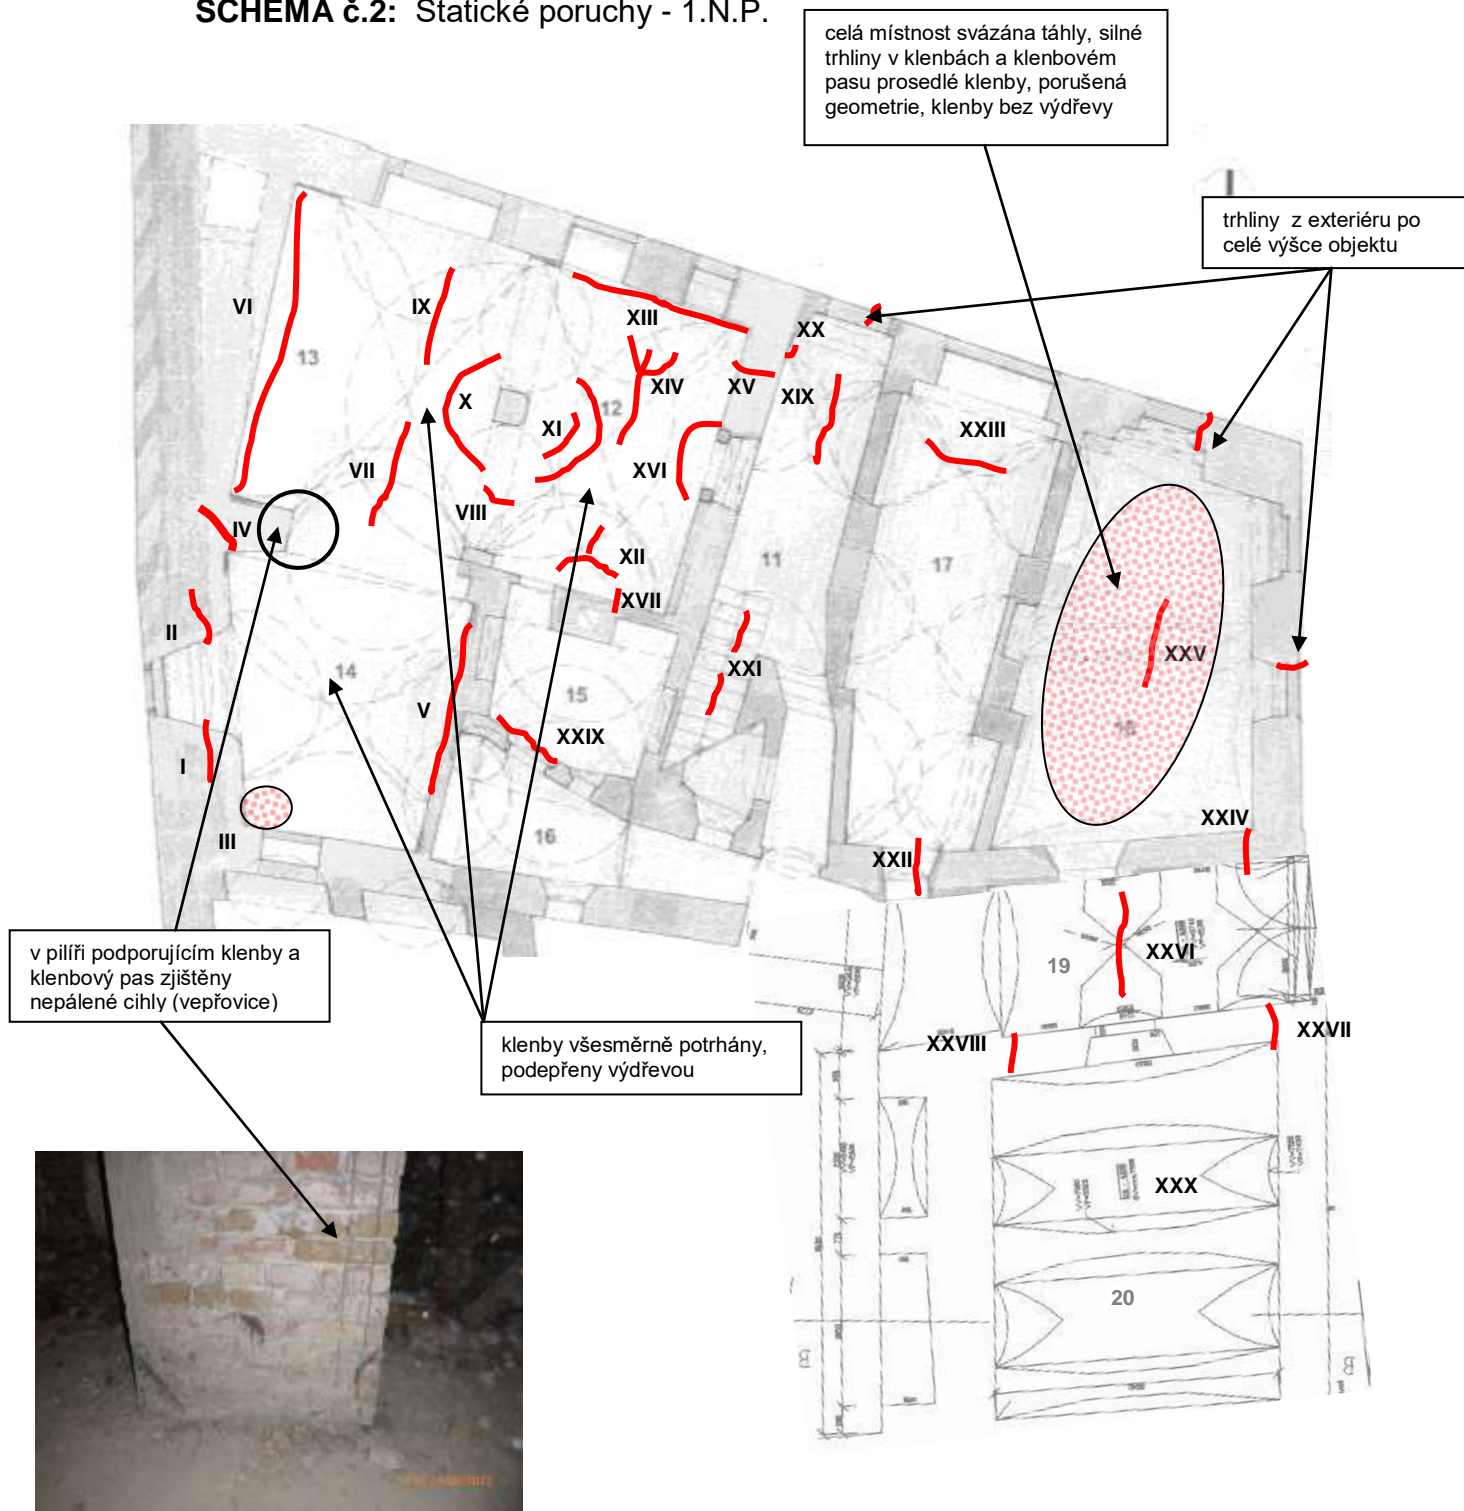 SCHEMA č.2: Statické poruchy - 1.N.P.
celá místnost svázána táhly, silné
trhliny v klenbách a klenbovém
pasu prosedlé klenby, porušená
geometrie, klenby bez výdřevy
trhliny z exteriéru po
celé výšce objektu
VI
IX
XIII
XX
13
XIV
XV
XIX
X
12
XI
XXIII
VII
XVI
VIII
IV
XII
11
17
XVII
II
14
XXI
XXV
15
V
XXIX
18
I
III
16
XXII
XXIV
v pilíři podporujícím klenby a
klenbový pas zjištěny
nepálené cihly (vepřovice)
19
XXVI
klenby všesměrně potrhány,
podepřeny výdřevou
XXVIII
XXVII
XXX
20